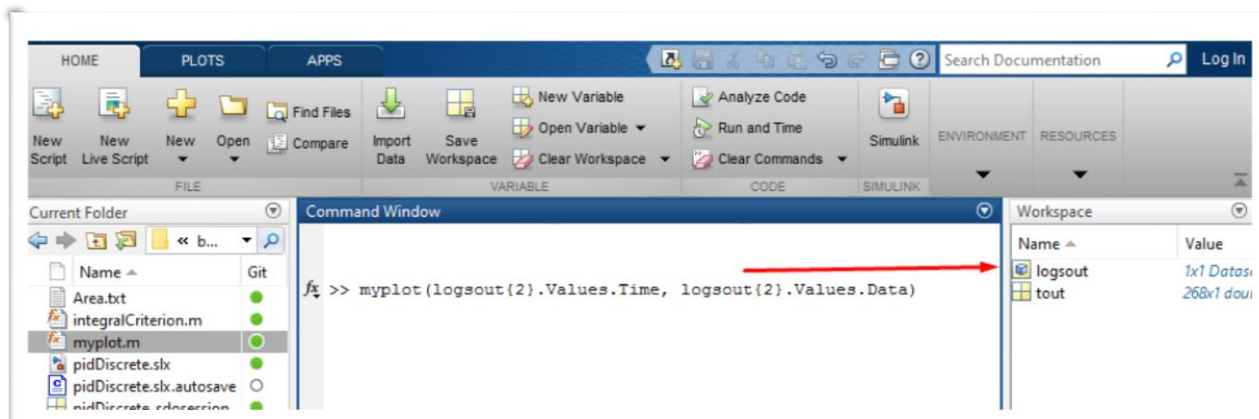 HOME PLOTS APPS Search Documentation Log In
New Script
New Live Script
New
Open
Find Files
Compare
Import Data
Save Workspace
New Variable
Open Variable
Clear Workspace
Analyze Code
Run and Time
Clear Commands
Simulink
ENVIRONMENT
RESOURCES
FILE VARIABLE CODE SIMULINK
Current Folder
« b...
Name Git
Area.txt
integralCriterion.m
myplot.m
pidDiscrete.slx
pidDiscrete.slx.autosave
pidDiscrete_sdosession
Command Window
fx >> myplot(logsout{2}.Values.Time, logsout{2}.Values.Data)
Workspace
Name Value
logsout 1x1 Datas
tout 268x1 dou